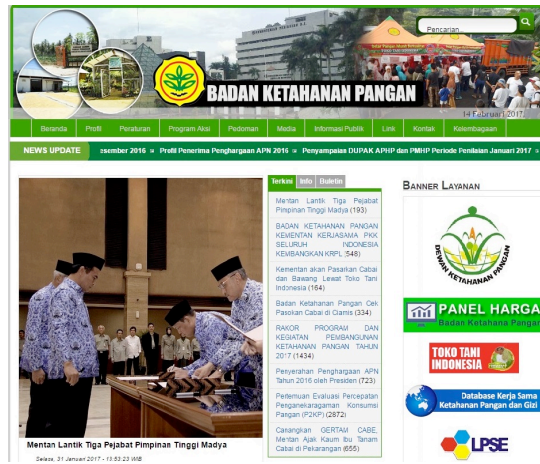 Pencarian...
BADAN KETAHANAN PANGAN
14 Februari 2017
Beranda Profil Peraturan Program Aksi Pedoman Media Informasi Publik Link Kontak Kelembagaan
NEWS UPDATE esember 2016 Profil Penerima Penghargaan APN 2016 Penyampaian DUPAK APHP dan PMHP Periode Penilaian Januari 2017
Terkini Info Buletin
Mentan Lantik Tiga Pejabat
Pimpinan Tinggi Madya (193)
BADAN KETAHANAN PANGAN
KEMENTAN KERJASAMA PKK
SELURUH INDONESIA
KEMBANGKAN KRPL (548)
Kementan akan Pasarkan Cabai
dan Bawang Lewat Toko Tani
Indonesia (164)
Badan Ketahanan Pangan Cek
Pasokan Cabai di Ciamis (334)
RAKOR PROGRAM DAN
KEGIATAN PEMBANGUNAN
KETAHANAN PANGAN TAHUN
2017 (1434)
Penyerahan Penghargaan APN
Tahun 2016 oleh Presiden (723)
Pertemuan Evaluasi Percepatan
Penganekaragaman Konsumsi
Pangan (P2KP) (2872)
Canangkan GERTAM CABE,
Mentan Ajak Kaum Ibu Tanam
Cabai di Pekarangan (655)
Mentan Lantik Tiga Pejabat Pimpinan Tinggi Madya
Selasa, 31 Januari 2017 - 13:53:23 WIB
BANNER LAYANAN
DEWAN KETAHANAN PANGAN
PANEL HARGA
Badan Ketahana Pangan
TOKO TANI
INDONESIA
Database Kerja Sama
Ketahanan Pangan dan Gizi
LPSE